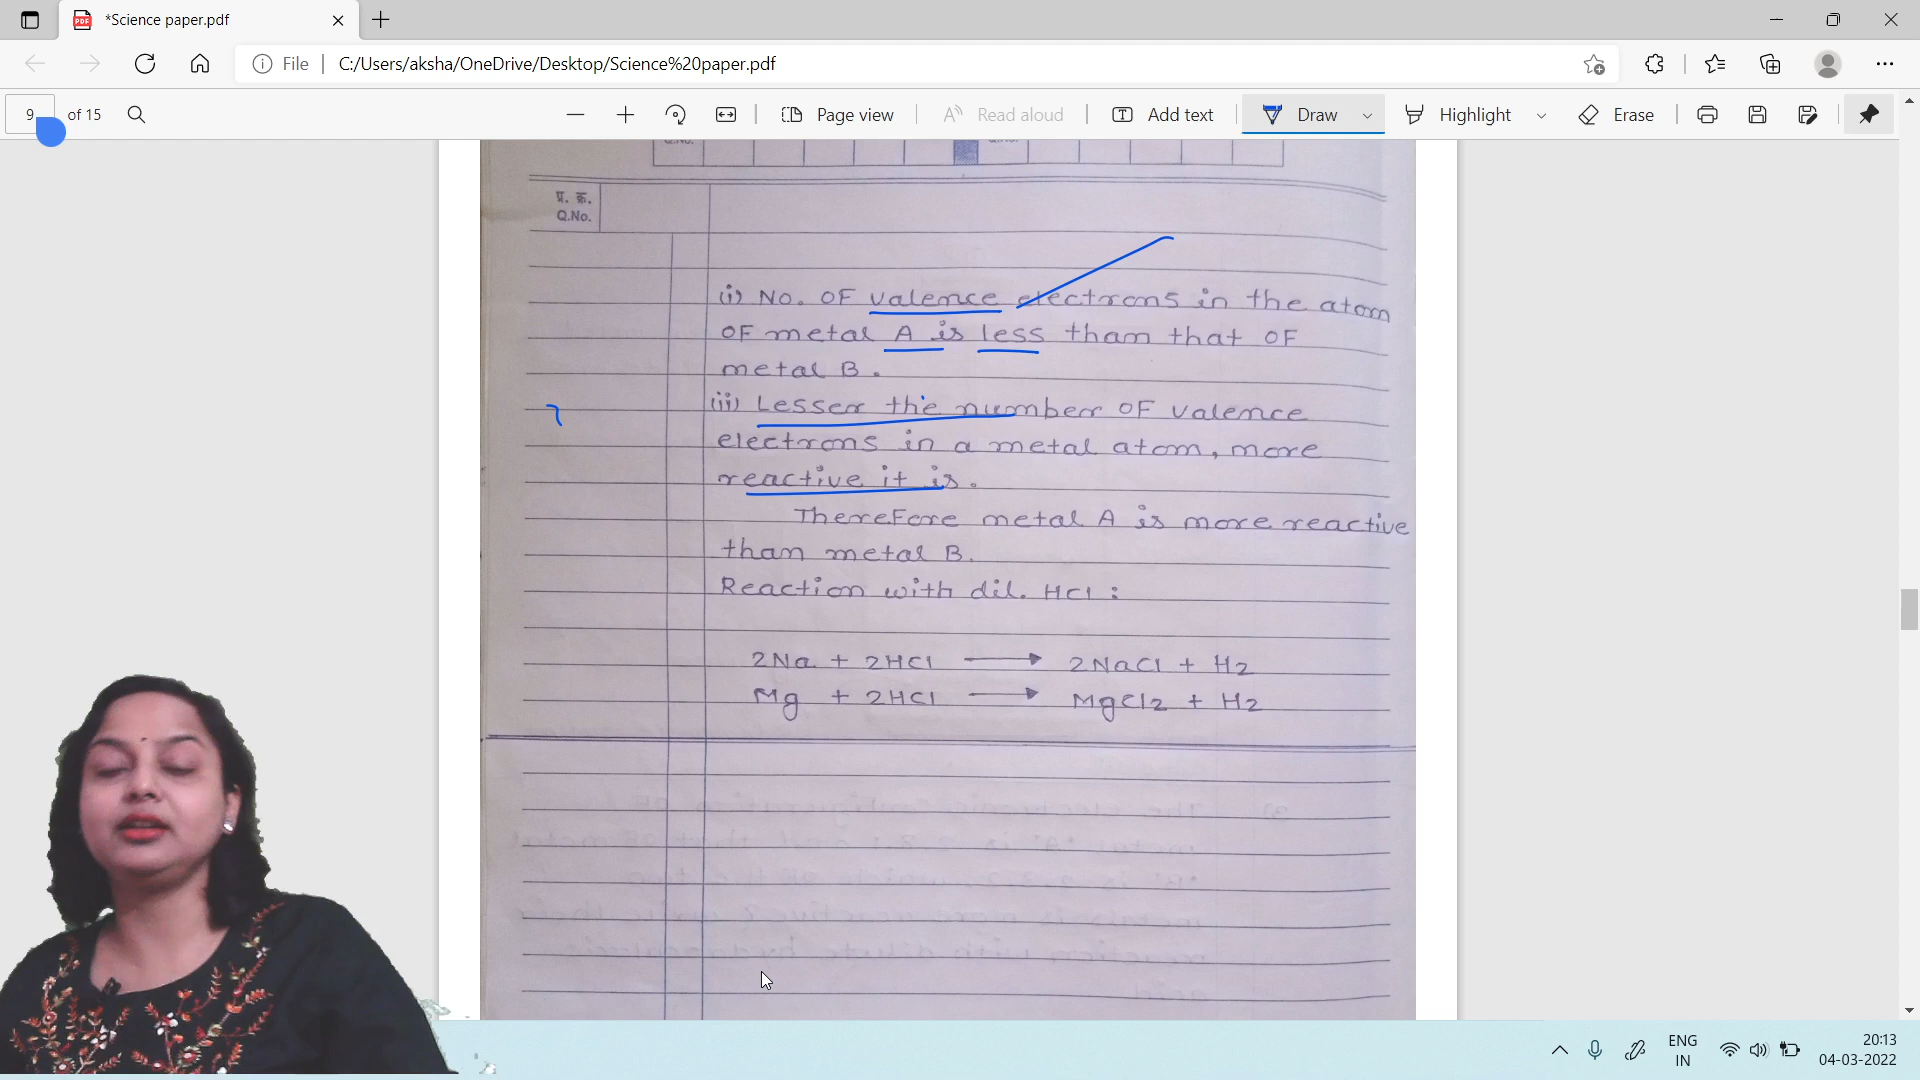 *Science paper.pdf
File
C:/Users/aksha/OneDrive/Desktop/Science%20paper.pdf
9 of 15
Page view
Read aloud
Add text
Draw
Highlight
Erase
प्र. क्र.
Q.No.
(i) No. OF valence electrons in the atom
OF metal A is less than that OF
metal B.
(ii) Lesser the number OF valence
electrons in a metal atom, more
reactive it is.
Therefore metal A is more reactive
than metal B.
Reaction with dil. HCl :
2Na + 2HCl → 2NaCl + H2
Mg + 2HCl → MgCl2 + H2
ENG
IN
20:13
04-03-2022